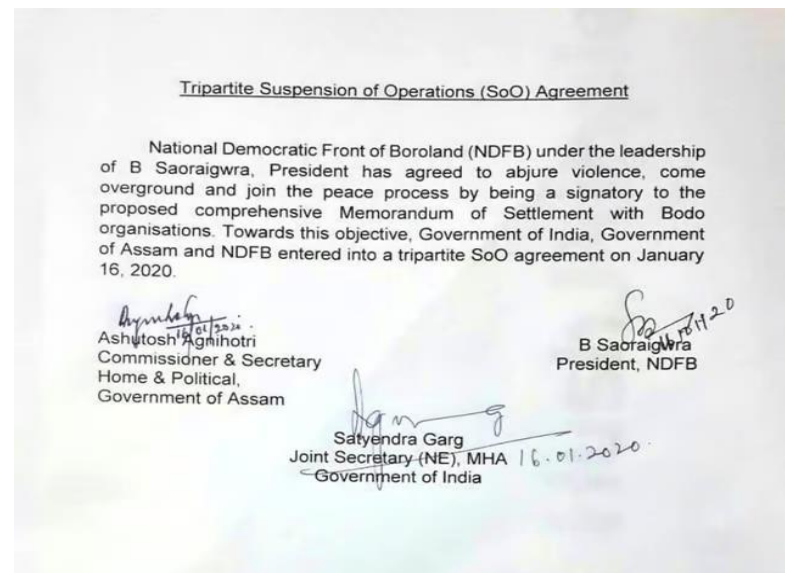 Tripartite Suspension of Operations (SoO) Agreement
National Democratic Front of Boroland (NDFB) under the leadership
of B Saoraigwra, President has agreed to abjure violence, come
overground and join the peace process by being a signatory to the
proposed comprehensive Memorandum of Settlement with Bodo
organisations. Towards this objective, Government of India, Government
of Assam and NDFB entered into a tripartite SoO agreement on January
16, 2020.
16/01/2020.
Ashutosh Agnihotri
Commissioner & Secretary
Home & Political,
Government of Assam
B Saoraigwra
President, NDFB
Satyendra Garg
Joint Secretary (NE), MHA 16.01.2020.
Government of India